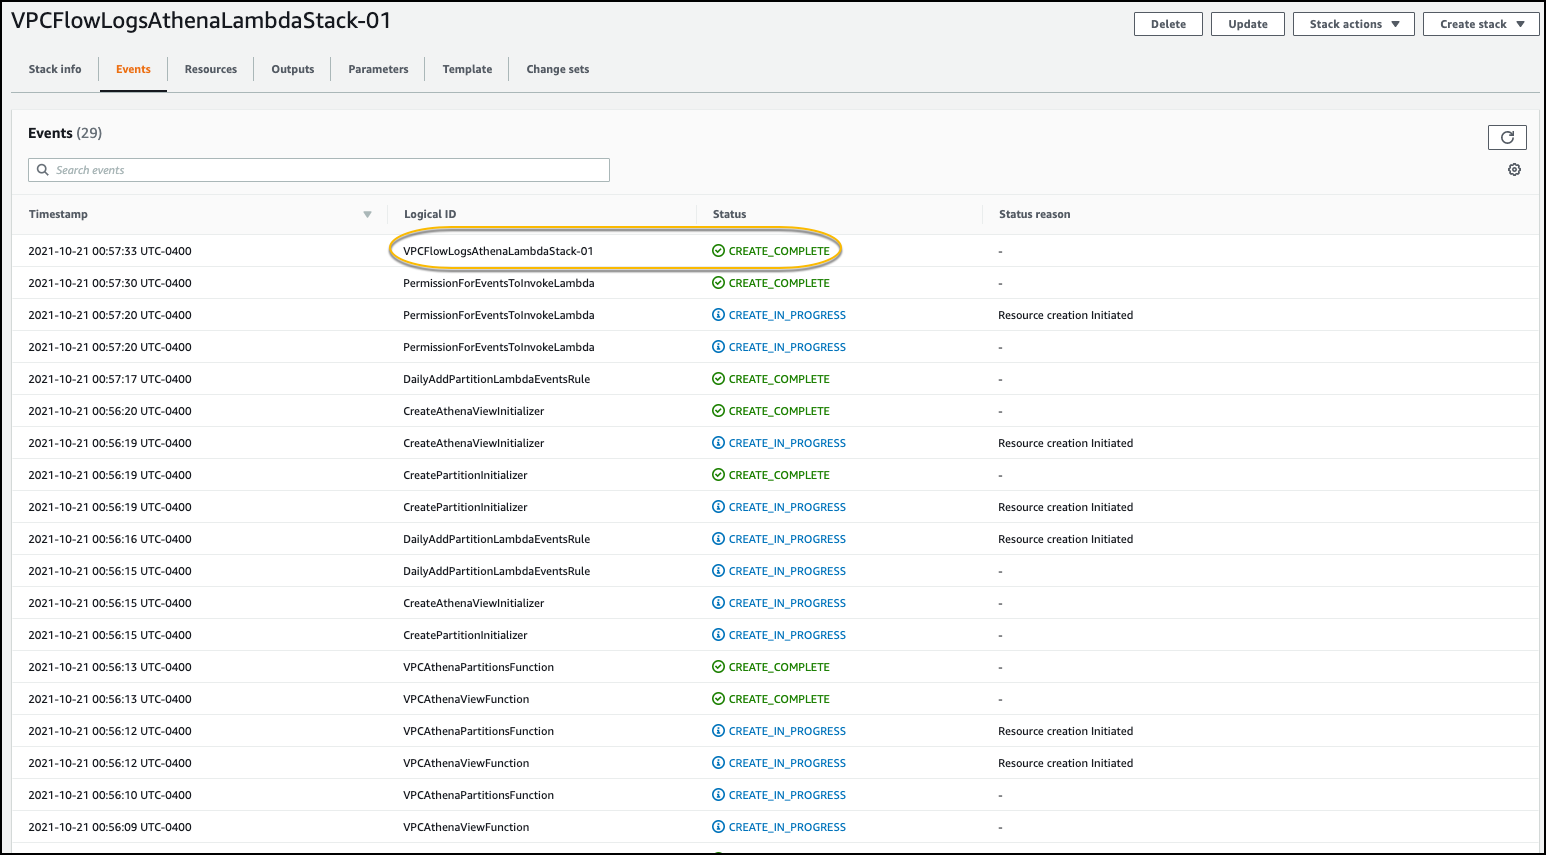 VPCFlowLogsAthenaLambdaStack-01
Delete Update Stack actions Create stack
Stack info Events Resources Outputs Parameters Template Change sets
Events (29)
Search events
Timestamp Logical ID Status Status reason
2021-10-21 00:57:33 UTC-0400 VPCFlowLogsAthenaLambdaStack-01 CREATE_COMPLETE -
2021-10-21 00:57:30 UTC-0400 PermissionForEventsToInvokeLambda CREATE_COMPLETE -
2021-10-21 00:57:20 UTC-0400 PermissionForEventsToInvokeLambda CREATE_IN_PROGRESS Resource creation Initiated
2021-10-21 00:57:20 UTC-0400 PermissionForEventsToInvokeLambda CREATE_IN_PROGRESS -
2021-10-21 00:57:17 UTC-0400 DailyAddPartitionLambdaEventsRule CREATE_COMPLETE -
2021-10-21 00:56:20 UTC-0400 CreateAthenaViewInitializer CREATE_COMPLETE -
2021-10-21 00:56:19 UTC-0400 CreateAthenaViewInitializer CREATE_IN_PROGRESS Resource creation Initiated
2021-10-21 00:56:19 UTC-0400 CreatePartitionInitializer CREATE_COMPLETE -
2021-10-21 00:56:19 UTC-0400 CreatePartitionInitializer CREATE_IN_PROGRESS Resource creation Initiated
2021-10-21 00:56:16 UTC-0400 DailyAddPartitionLambdaEventsRule CREATE_IN_PROGRESS Resource creation Initiated
2021-10-21 00:56:15 UTC-0400 DailyAddPartitionLambdaEventsRule CREATE_IN_PROGRESS -
2021-10-21 00:56:15 UTC-0400 CreateAthenaViewInitializer CREATE_IN_PROGRESS -
2021-10-21 00:56:15 UTC-0400 CreatePartitionInitializer CREATE_IN_PROGRESS -
2021-10-21 00:56:13 UTC-0400 VPCAthenaPartitionsFunction CREATE_COMPLETE -
2021-10-21 00:56:13 UTC-0400 VPCAthenaViewFunction CREATE_COMPLETE -
2021-10-21 00:56:12 UTC-0400 VPCAthenaPartitionsFunction CREATE_IN_PROGRESS Resource creation Initiated
2021-10-21 00:56:12 UTC-0400 VPCAthenaViewFunction CREATE_IN_PROGRESS Resource creation Initiated
2021-10-21 00:56:10 UTC-0400 VPCAthenaPartitionsFunction CREATE_IN_PROGRESS -
2021-10-21 00:56:09 UTC-0400 VPCAthenaViewFunction CREATE_IN_PROGRESS -